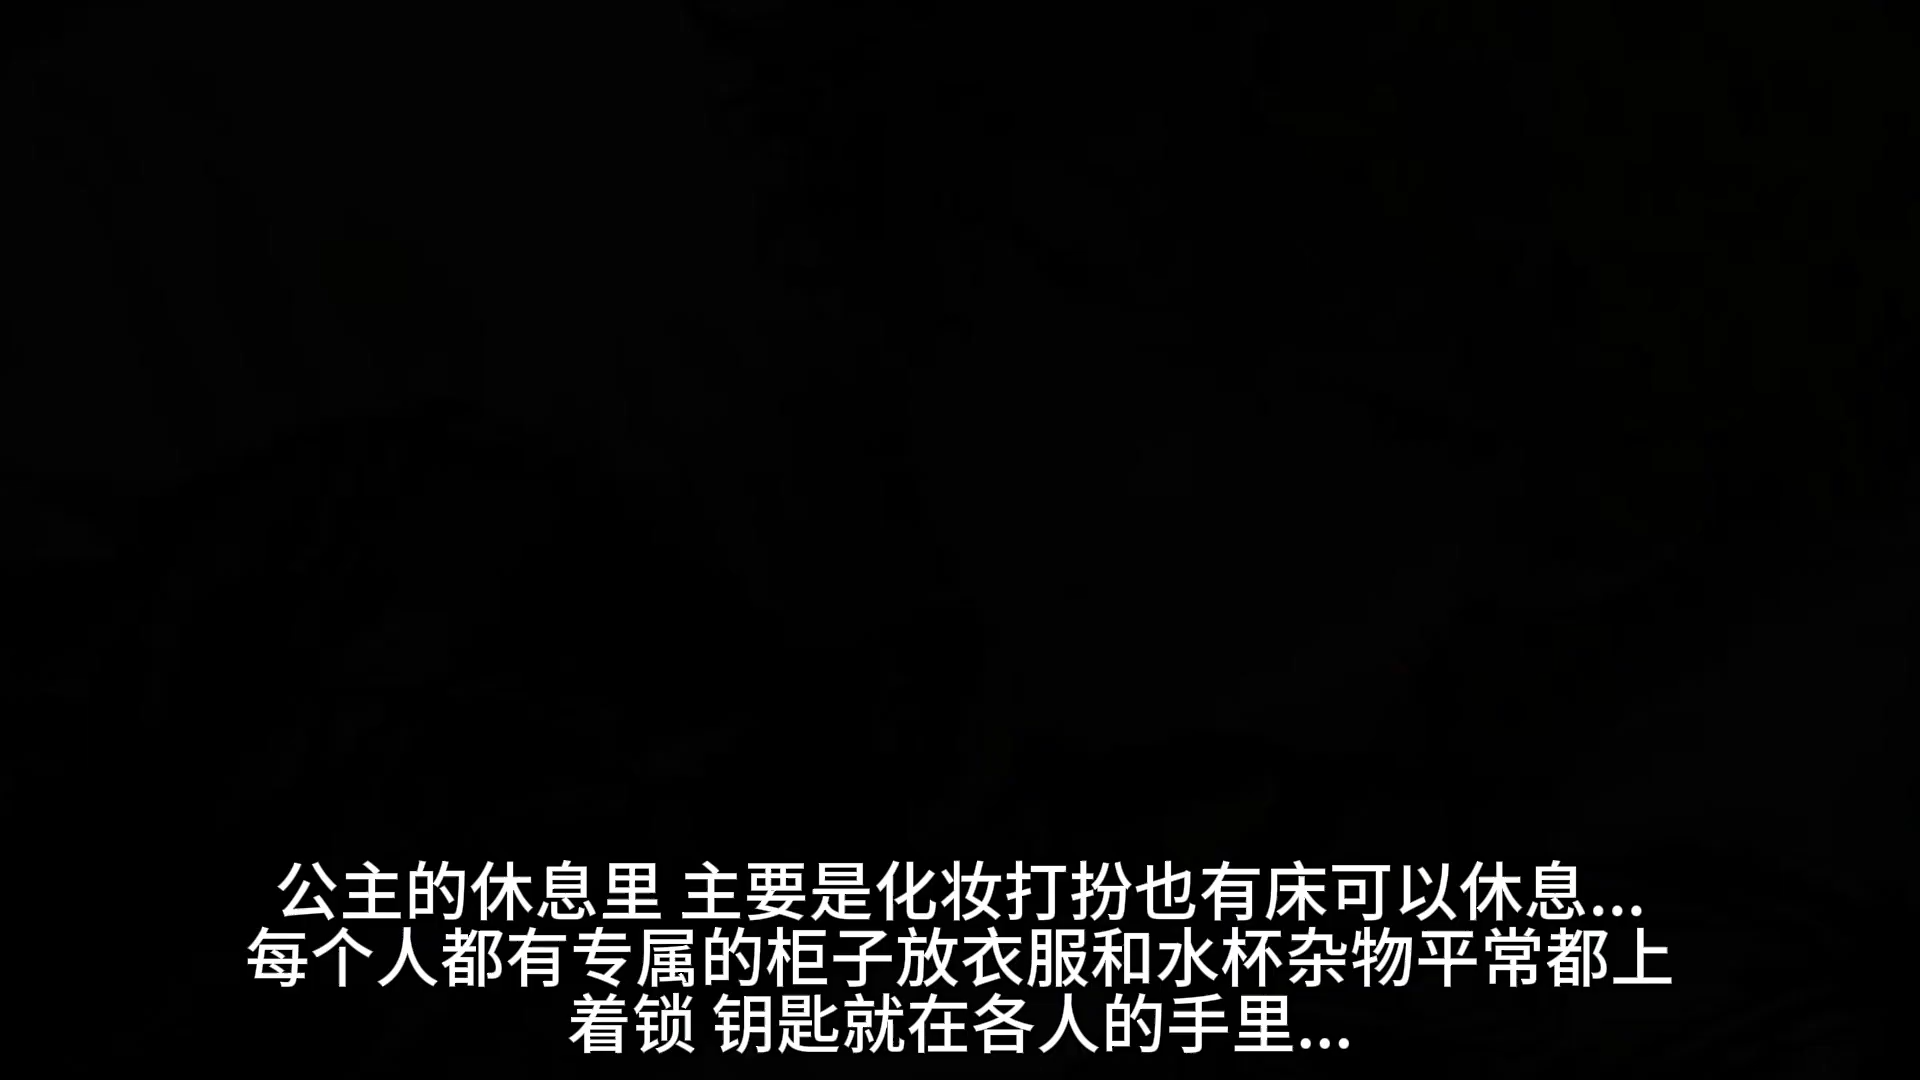 公主的休息里 主要是化妆打扮也有床可以休息...
每个人都有专属的柜子放衣服和水杯杂物平常都上
着锁 钥匙就在各人的手里...